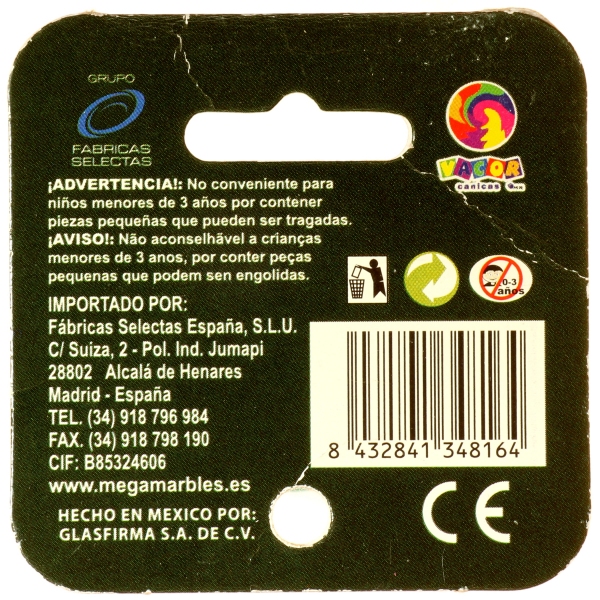 GRUPO
FABRICAS
SELECTAS
VACOR
canicas
¡ADVERTENCIA!: No conveniente para
niños menores de 3 años por contener
piezas pequeñas que pueden ser tragadas.
¡AVISO!: Não aconselhável a crianças
menores de 3 anos, por conter peças
pequenas que podem ser engolidas.
0-3
años
IMPORTADO POR:
Fábricas Selectas España, S.L.U.
C/ Suiza, 2 - Pol. Ind. Jumapi
28802 Alcalá de Henares
Madrid - España
TEL. (34) 918 796 984
FAX. (34) 918 798 190
CIF: B85324606
www.megamarbles.es
HECHO EN MEXICO POR:
GLASFIRMA S.A. DE C.V.
8 432841 348164
CE